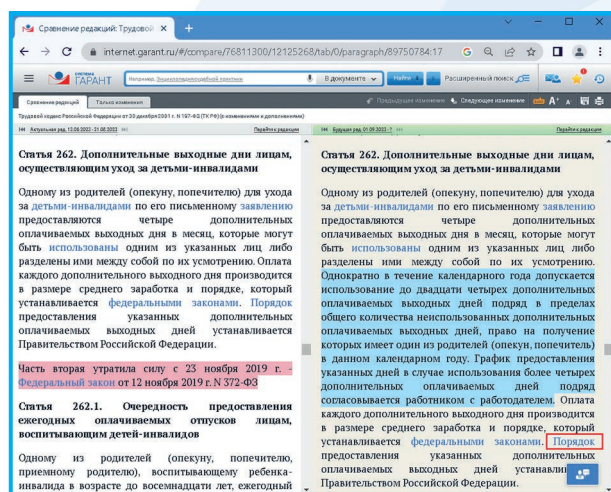 Сравнение редакций: Трудовой
internet.garant.ru/#/compare/76811300/12125268/tab/0/paragraph/89750784:17
СИСТЕМА
ГАРАНТ
Например, Энциклопедия судебной практики
В документе
Найти
Расширенный поиск
Сравнение редакций
Только изменения
Предыдущее изменение
Следующее изменение
Трудовой кодекс Российской Федерации от 30 декабря 2001 г. N 197-ФЗ (ТК РФ) (с изменениями и дополнениями)
Перейти к редакции
Статья 262. Дополнительные выходные дни лицам,
осуществляющим уход за детьми-инвалидами
Одному из родителей (опекуну, попечителю) для ухода
за детьми-инвалидами по его письменному заявлению
предоставляются четыре дополнительных
оплачиваемых выходных дня в месяц, которые могут
быть использованы одним из указанных лиц либо
разделены ими между собой по их усмотрению. Оплата
каждого дополнительного выходного дня производится
в размере среднего заработка и порядке, который
устанавливается федеральными законами. Порядок
предоставления указанных дополнительных
оплачиваемых выходных дней устанавливается
Правительством Российской Федерации.
Часть вторая утратила силу с 23 ноября 2019 г. -
Федеральный закон от 12 ноября 2019 г. N 372-ФЗ
Статья 262.1. Очередность предоставления
ежегодных оплачиваемых отпусков лицам,
воспитывающим детей-инвалидов
Одному из родителей (опекуну, попечителю,
приемному родителю), воспитывающему ребенка-
инвалида в возрасте до восемнадцати лет, ежегодный
Будущая ред. 01.09.2023 - ?
Перейти к редакции
Статья 262. Дополнительные выходные дни лицам,
осуществляющим уход за детьми-инвалидами
Одному из родителей (опекуну, попечителю) для ухода
за детьми-инвалидами по его письменному заявлению
предоставляются четыре дополнительных
оплачиваемых выходных дня в месяц, которые могут
быть использованы одним из указанных лиц либо
разделены ими между собой по их усмотрению.
Однократно в течение календарного года допускается
использование до двадцати четырех дополнительных
оплачиваемых выходных дней подряд в пределах
общего количества неиспользованных дополнительных
оплачиваемых выходных дней, право на получение
которых имеет один из родителей (опекун, попечитель)
в данном календарном году. График предоставления
указанных дней в случае использования более четырех
дополнительных оплачиваемых дней подряд
согласовывается работником с работодателем. Оплата
каждого дополнительного выходного дня производится
в размере среднего заработка и порядке, который
устанавливается федеральными законами. Порядок
предоставления указанных дополнительных
оплачиваемых выходных дней устанавли
Правительством Российской Федерации.